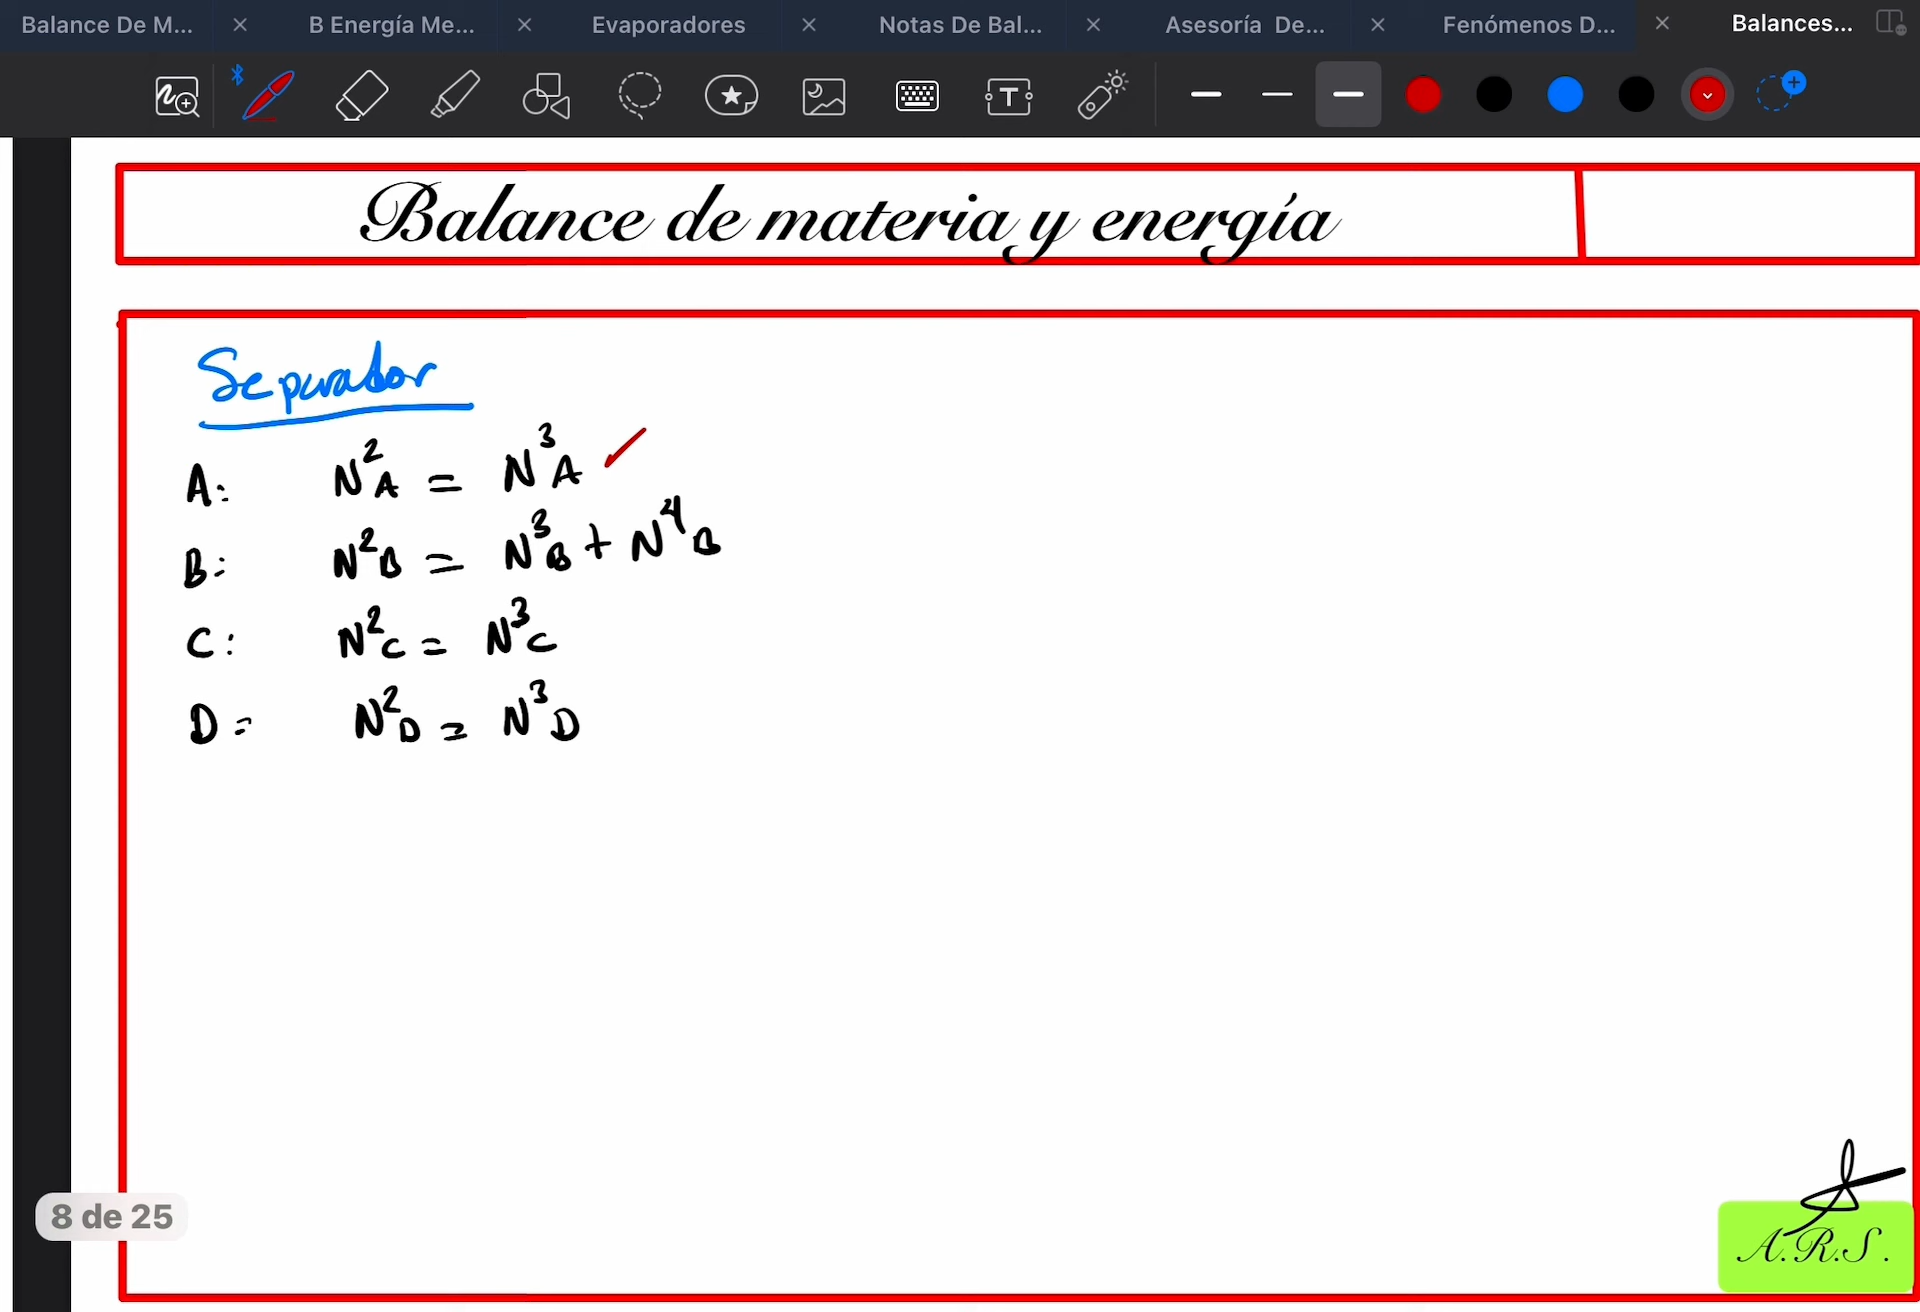 Balance De M... × B Energía Me... × Evaporadores × Notas De Bal... × Asesoría De... × Fenómenos D... × Balances...
T
Balance de materia y energía
Separador
A: N²A = N³A ✓
B: N²B = N³B + N⁴B
C: N²C = N³C
D= N²D = N³D
8 de 25
A.R.S.